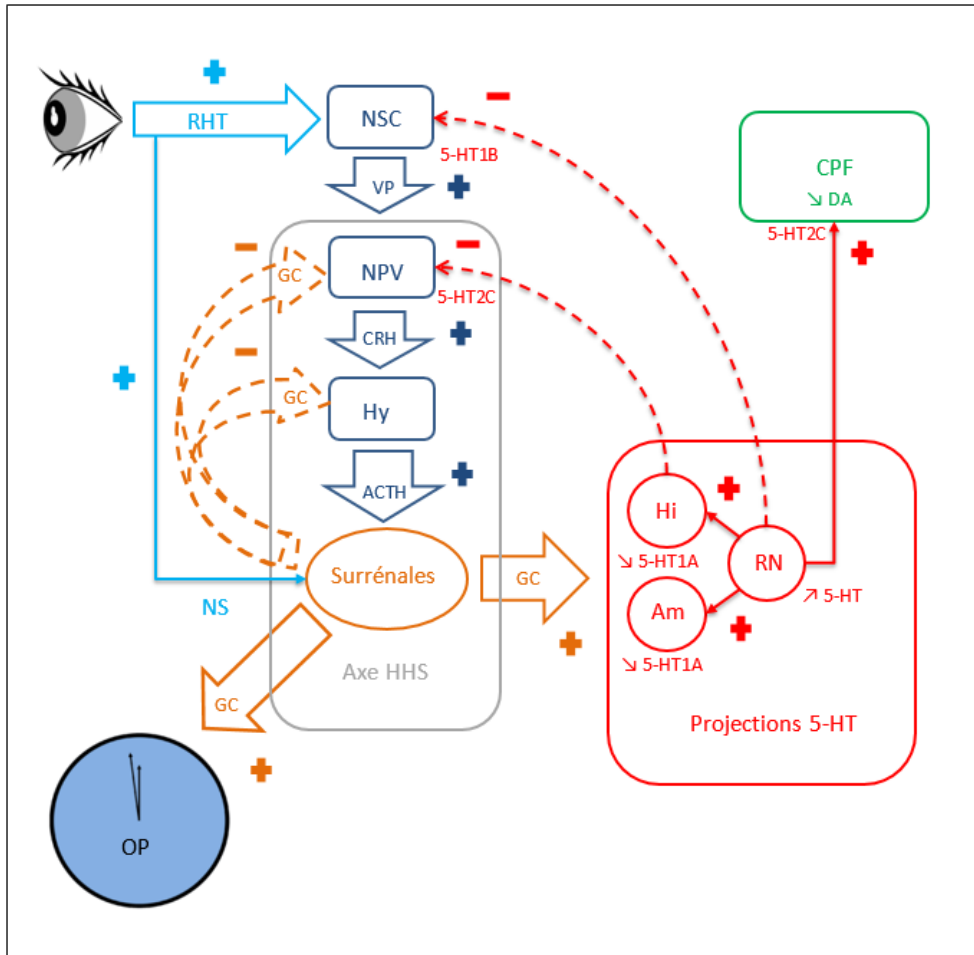 RHT
NSC
5-HT1B
VP
CPF
↘ DA
5-HT2C
GC
NPV
5-HT2C
CRH
GC
Hy
ACTH
Surrénales
GC
Hi
↘ 5-HT1A
RN
↗ 5-HT
Am
↘ 5-HT1A
NS
Axe HHS
GC
Projections 5-HT
OP